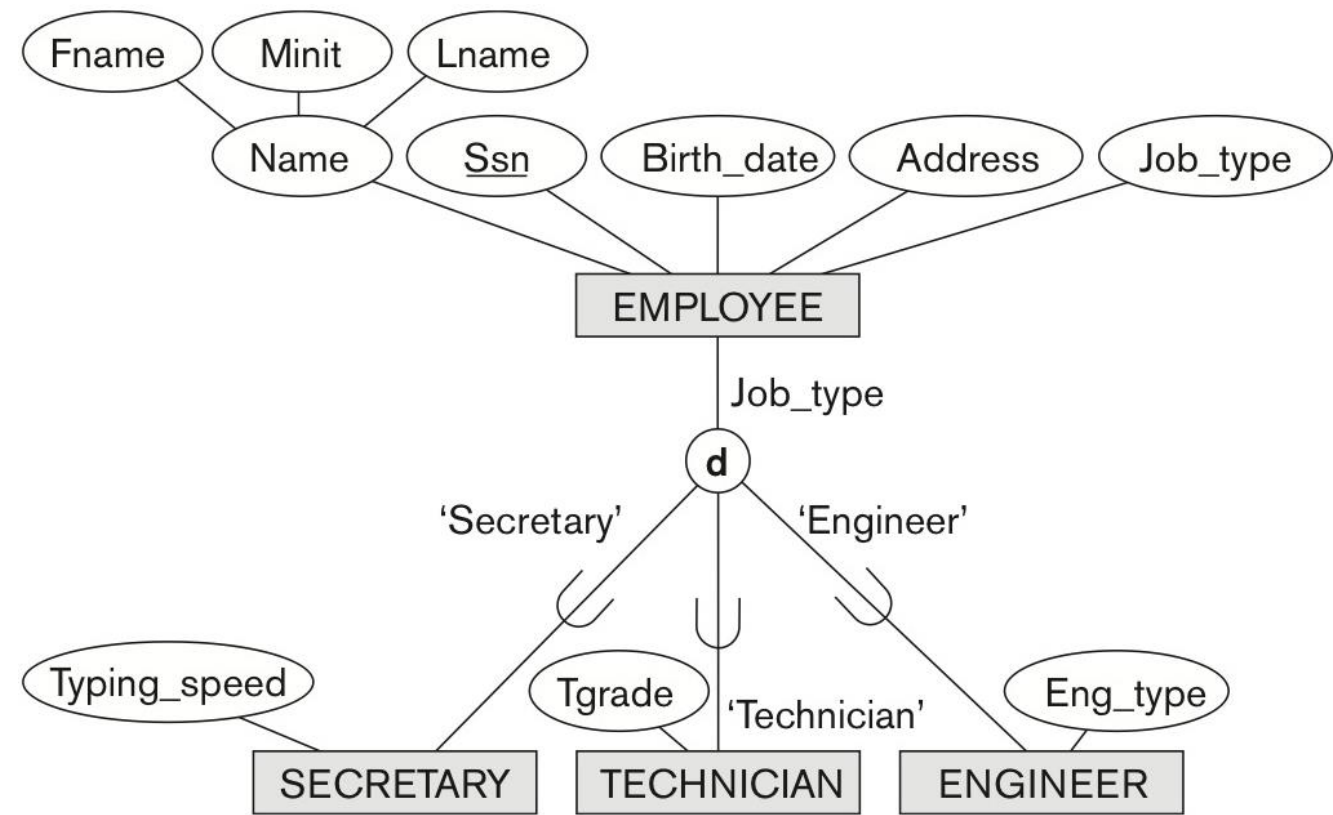 Fname Minit Lname
Name Ssn Birth_date Address Job_type
EMPLOYEE
Job_type
d
‘Secretary’ ‘Engineer’
Typing_speed Tgrade ‘Technician’ Eng_type
SECRETARY TECHNICIAN ENGINEER